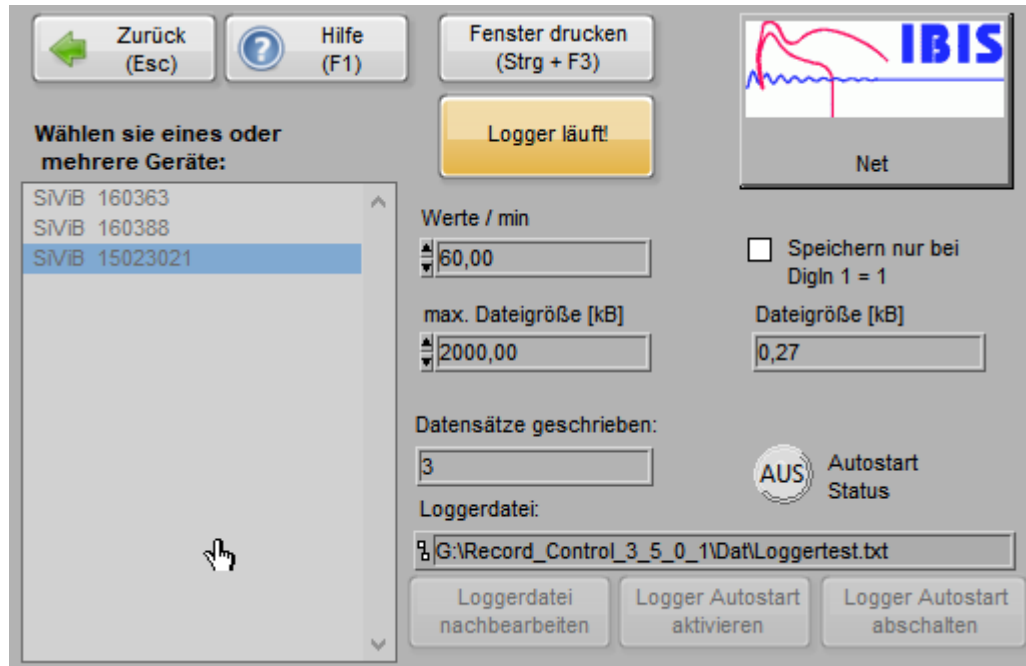 Zurück
(Esc)
Hilfe
(F1)
Fenster drucken
(Strg + F3)
IBIS
Net
Logger läuft!
Wählen sie eines oder
mehrere Geräte:
SiViB 160363
SiViB 160388
SiViB 15023021
Werte / min
60,00
Speichern nur bei
DigIn 1 = 1
max. Dateigröße [kB]
2000,00
Dateigröße [kB]
0,27
Datensätze geschrieben:
3
AUS
Autostart
Status
Loggerdatei:
G:\Record_Control_3_5_0_1\Dat\Loggertest.txt
Loggerdatei
nachbearbeiten
Logger Autostart
aktivieren
Logger Autostart
abschalten